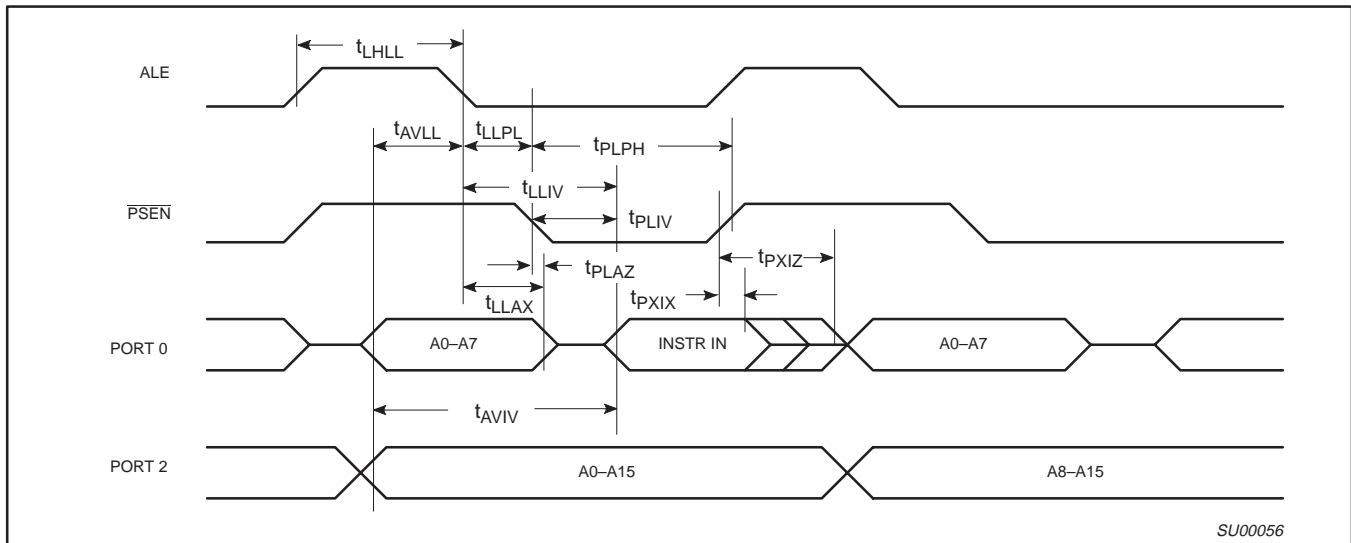 tLHLL
ALE
tAVLL
tLLPL
tPLPH
tLLIV
PSEN
tPLIV
tPXIZ
tPLAZ
tLLAX
tPXIX
PORT 0
A0–A7
INSTR IN
A0–A7
tAVIV
PORT 2
A0–A15
A8–A15
SU00056